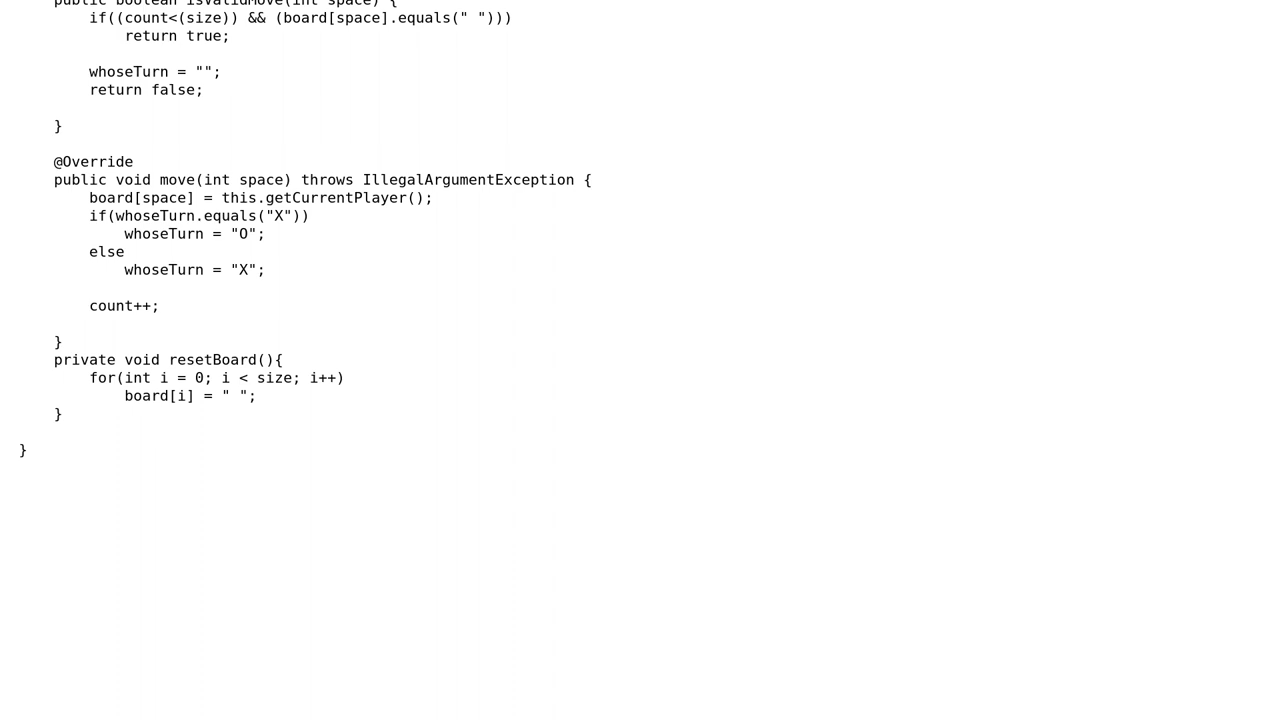 public boolean isValidMove(int space) {
        if((count<(size)) && (board[space].equals(" ")))
            return true;

        whoseTurn = "";
        return false;

    }

    @Override
    public void move(int space) throws IllegalArgumentException {
        board[space] = this.getCurrentPlayer();
        if(whoseTurn.equals("X"))
            whoseTurn = "O";
        else
            whoseTurn = "X";

        count++;

    }
    private void resetBoard(){
        for(int i = 0; i < size; i++)
            board[i] = " ";
    }

}